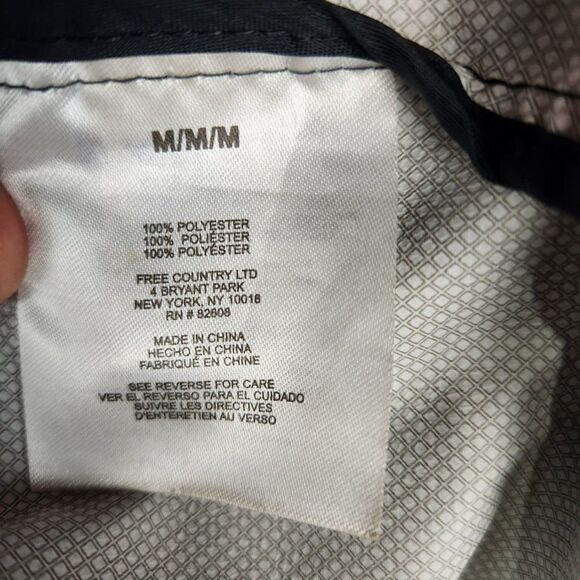 M/M/M
100% POLYESTER
100% POLIÉSTER
100% POLYÉSTER
FREE COUNTRY LTD
4 BRYANT PARK
NEW YORK, NY 10018
RN # 82608
MADE IN CHINA
HECHO EN CHINA
FABRIQUÉ EN CHINE
SEE REVERSE FOR CARE
VER EL REVERSO PARA EL CUIDADO
SUIVRE LES DIRECTIVES
D'ENTRETIEN AU VERSO